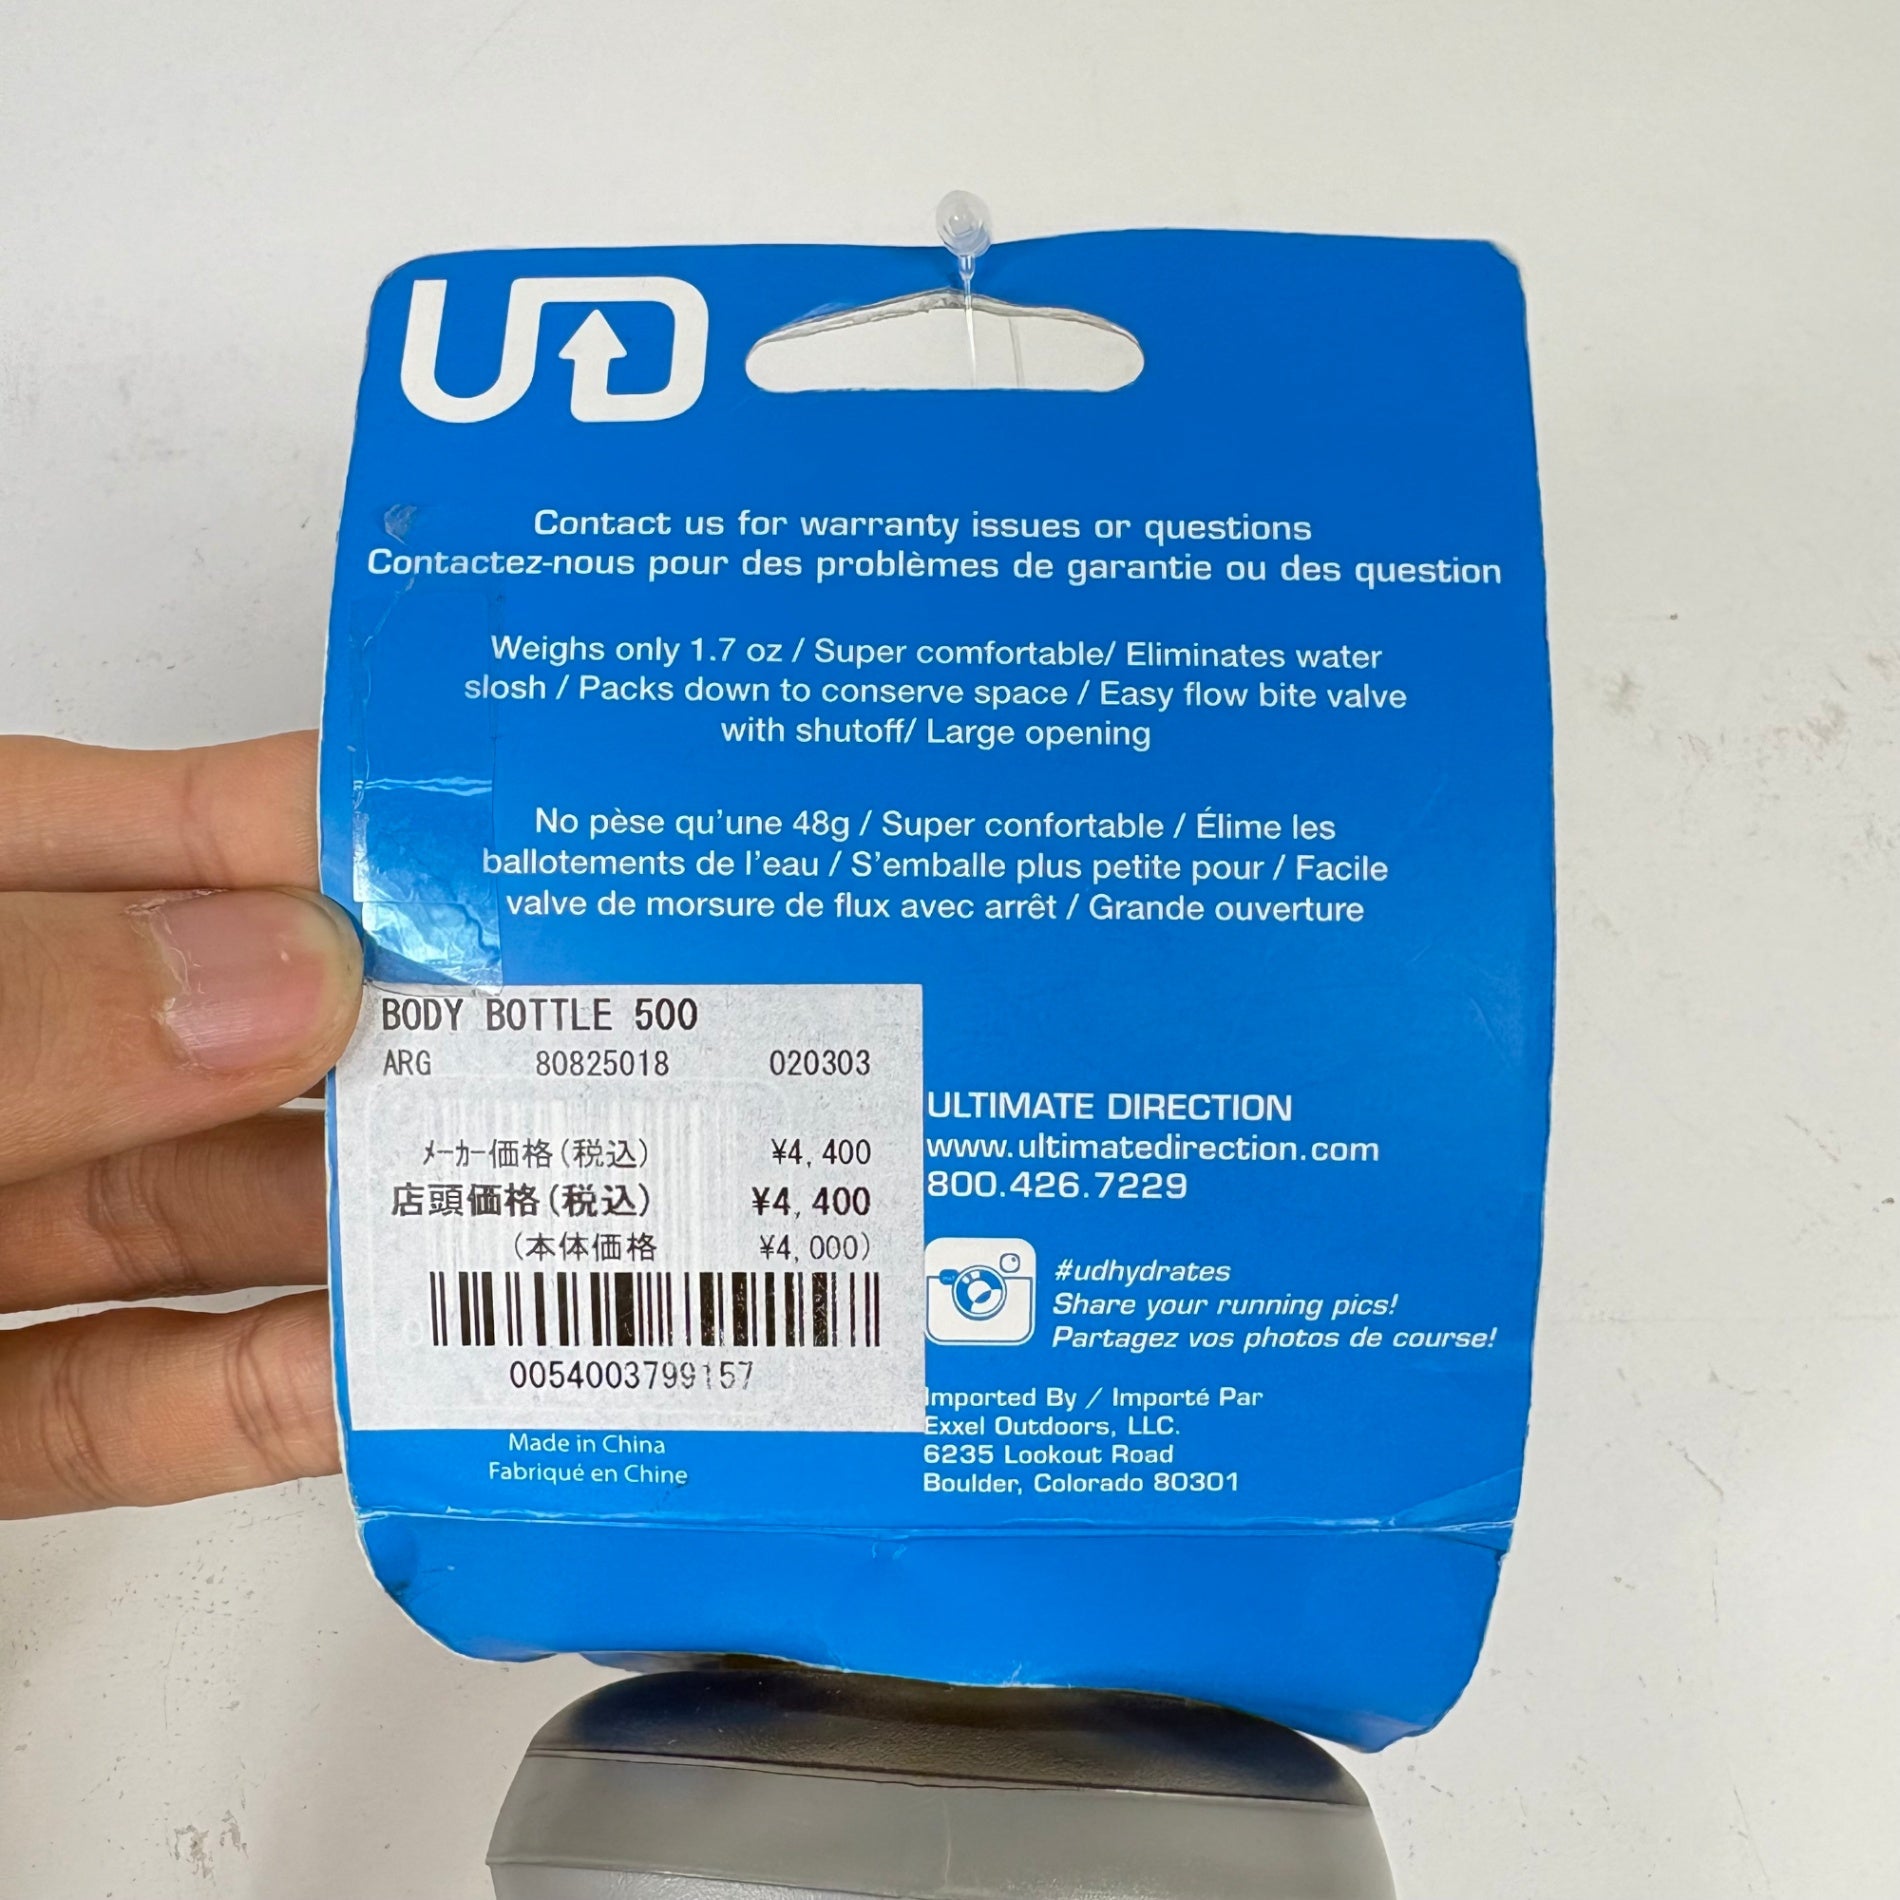 UD
Contact us for warranty issues or questions
Contactez-nous pour des problèmes de garantie ou des question
Weighs only 1.7 oz / Super comfortable/ Eliminates water
slosh / Packs down to conserve space / Easy flow bite valve
with shutoff/ Large opening
No pèse qu'une 48g / Super confortable / Élime les
ballotements de l'eau / S'emballe plus petite pour / Facile
valve de morsure de flux avec arrêt / Grande ouverture
BODY BOTTLE 500
ARG 80825018 020303
メーカー価格(税込) ¥4,400
店頭価格(税込) ¥4,400
(本体価格 ¥4,000)
0054003799157
Made in China
Fabriqué en Chine
ULTIMATE DIRECTION
www.ultimatedirection.com
800.426.7229
#udhydrates
Share your running pics!
Partagez vos photos de course!
Imported By / Importé Par
Exxel Outdoors, LLC.
6235 Lookout Road
Boulder, Colorado 80301